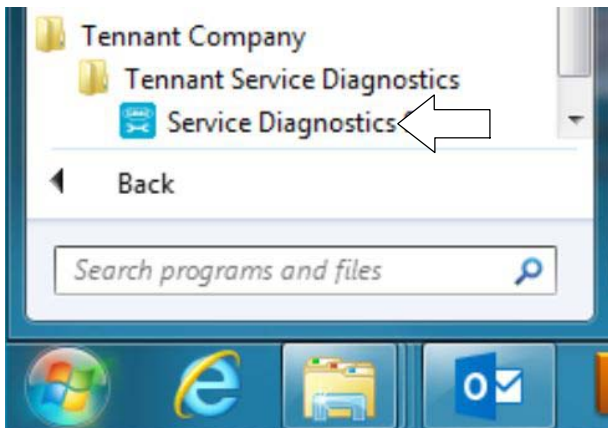 Tennant Company
Tennant Service Diagnostics
Service Diagnostics
Back
Search programs and files